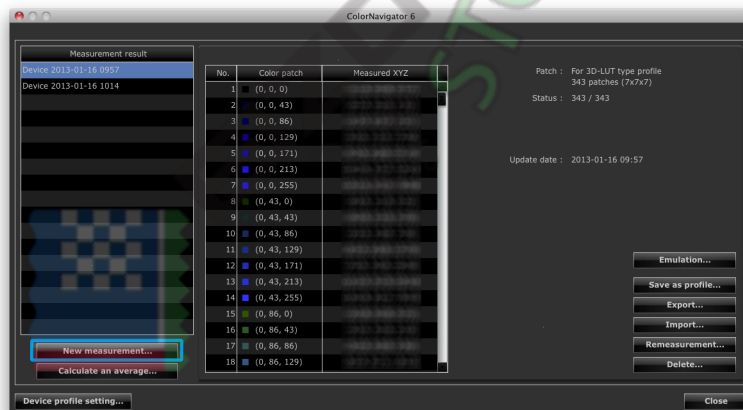 ColorNavigator 6
Measurement result
Device 2013-01-16 0957
Device 2013-01-16 1014
No. Color patch Measured XYZ
1 (0, 0, 0)
2 (0, 0, 43)
3 (0, 0, 86)
4 (0, 0, 129)
5 (0, 0, 171)
6 (0, 0, 213)
7 (0, 0, 255)
8 (0, 43, 0)
9 (0, 43, 43)
10 (0, 43, 86)
11 (0, 43, 129)
12 (0, 43, 171)
13 (0, 43, 213)
14 (0, 43, 255)
15 (0, 86, 0)
16 (0, 86, 43)
17 (0, 86, 86)
18 (0, 86, 129)
Patch : For 3D-LUT type profile
343 patches (7x7x7)
Status : 343 / 343
Update date : 2013-01-16 09:57
Emulation...
Save as profile...
Export...
Import...
Remeasurement...
Delete...
New measurement...
Calculate an average...
Device profile setting...
Close